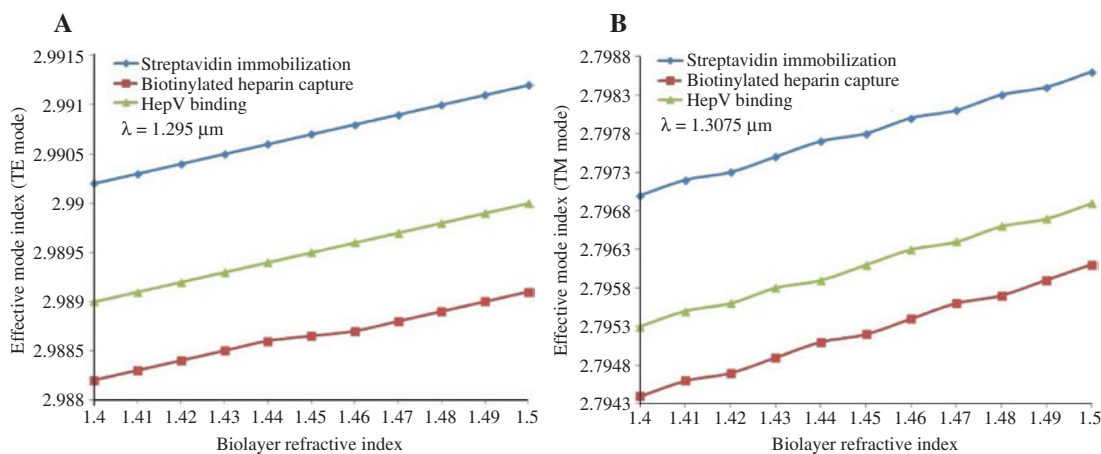 A
Effective mode index (TE mode)
2.9915
2.991
2.9905
2.99
2.9895
2.989
2.9885
2.988
Streptavidin immobilization
Biotinylated heparin capture
HepV binding
λ = 1.295 μm
1.4 1.41 1.42 1.43 1.44 1.45 1.46 1.47 1.48 1.49 1.5
Biolayer refractive index
B
Effective mode index (TM mode)
2.7988
2.7983
2.7978
2.7973
2.7968
2.7963
2.7958
2.7953
2.7948
2.7943
Streptavidin immobilization
Biotinylated heparin capture
HepV binding
λ = 1.3075 μm
1.4 1.41 1.42 1.43 1.44 1.45 1.46 1.47 1.48 1.49 1.5
Biolayer refractive index